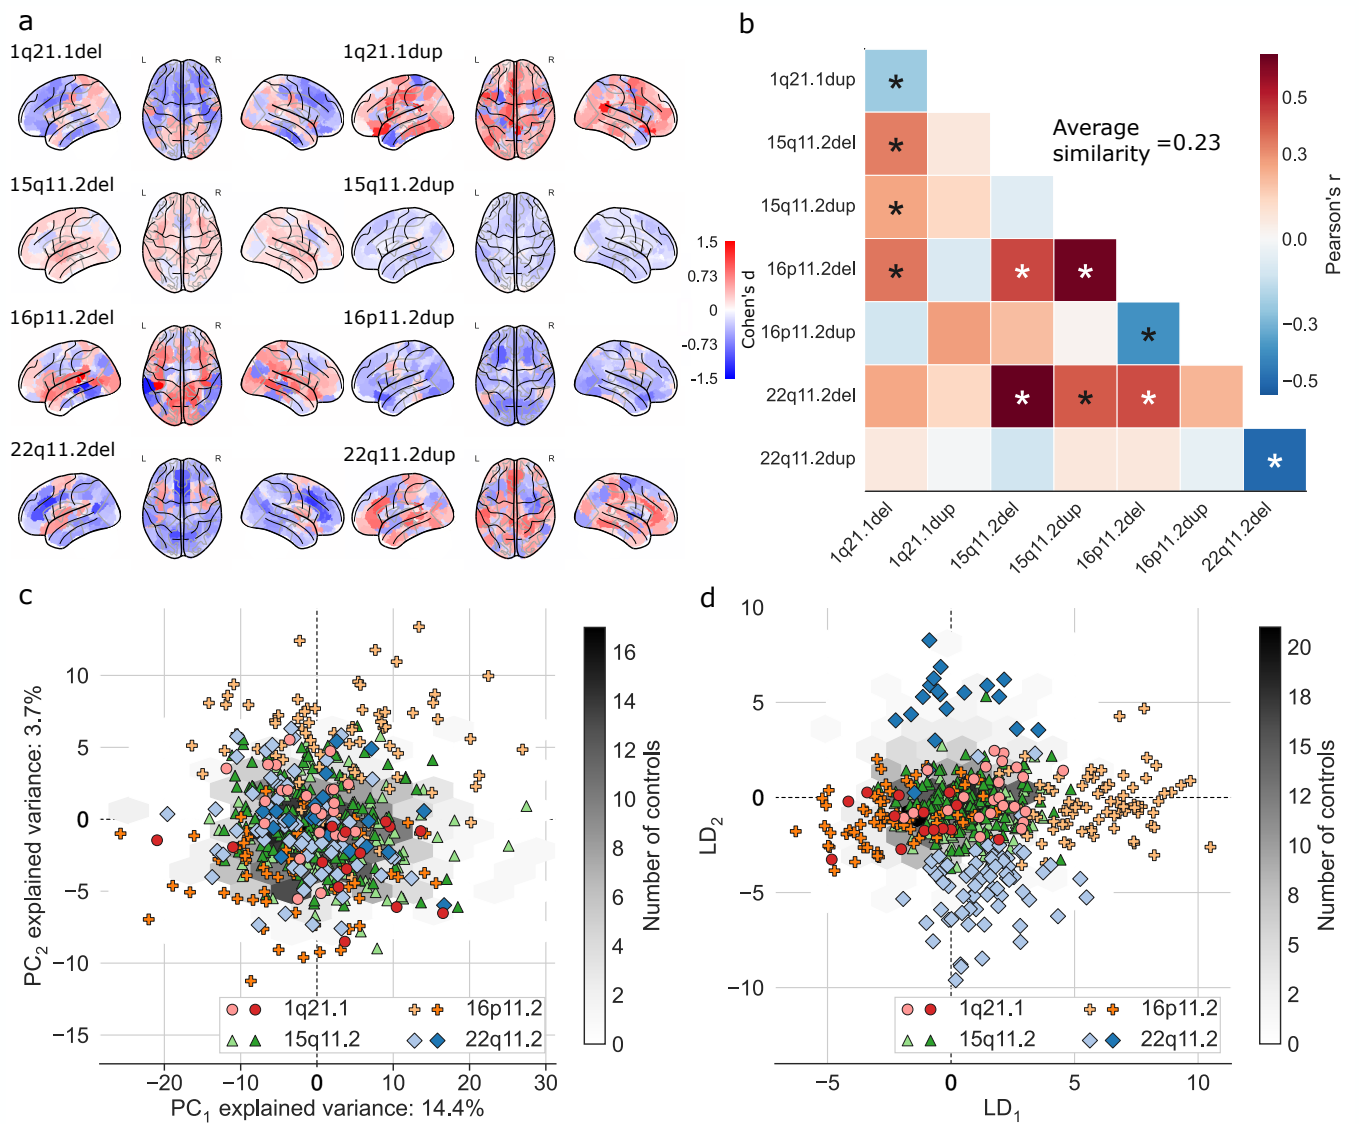 a
1q21.1del
L
R
1q21.1dup
L
R
15q11.2del
L
R
15q11.2dup
L
R
16p11.2del
L
R
16p11.2dup
L
R
22q11.2del
L
R
22q11.2dup
L
R
1.5
0.73
0
-0.73
-1.5
Cohen's d
b
1q21.1dup
15q11.2del
15q11.2dup
16p11.2del
16p11.2dup
22q11.2del
22q11.2dup
* 
*
*
* * *
*
* * *
*
Average
similarity =0.23
1q21.1del
1q21.1dup
15q11.2del
15q11.2dup
16p11.2del
16p11.2dup
22q11.2del
0.5
0.3
0.0
−0.3
−0.5
Pearson's r
c
10
5
0
−5
−10
−15
PC2 explained variance: 3.7%
−20
−10
0
10
20
30
PC1 explained variance: 14.4%
1q21.1
16p11.2
15q11.2
22q11.2
16
14
12
10
8
6
4
2
0
Number of controls
d
10
5
0
−5
−10
LD2
−5
0
5
10
LD1
1q21.1
16p11.2
15q11.2
22q11.2
20
18
15
12
10
8
5
2
0
Number of controls